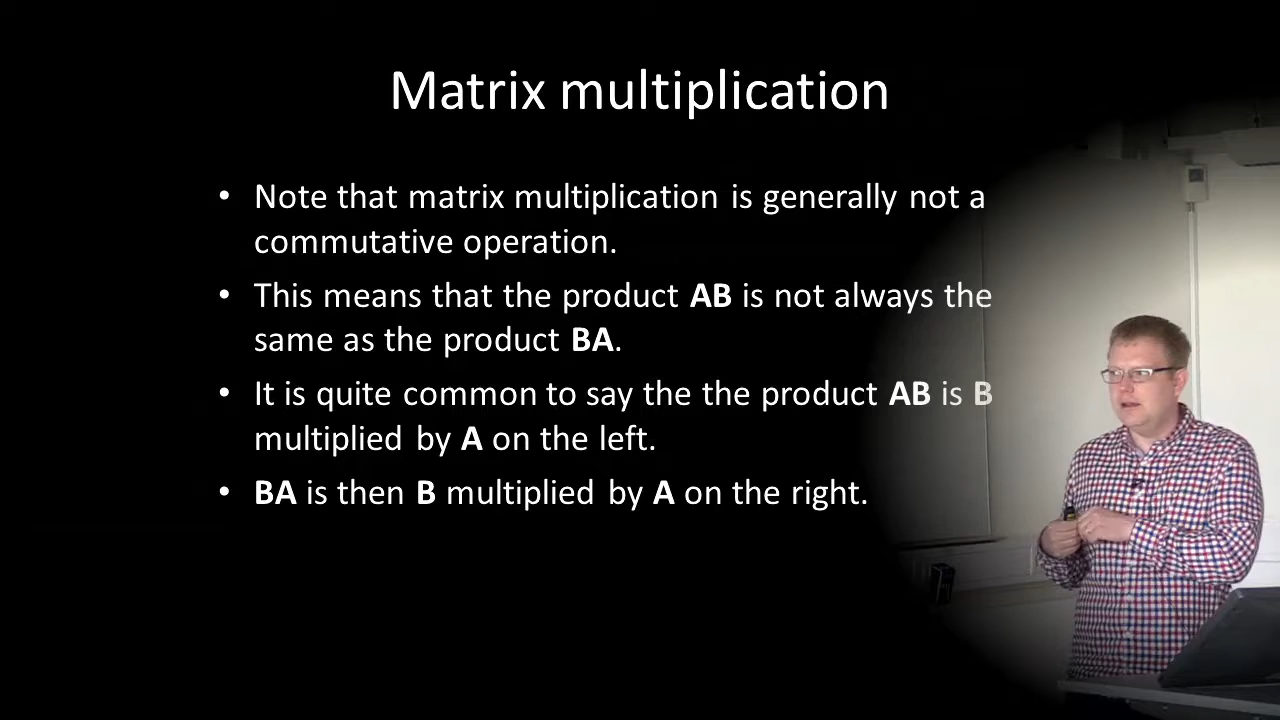 Matrix multiplication
• Note that matrix multiplication is generally not a
commutative operation.
• This means that the product AB is not always the
same as the product BA.
• It is quite common to say the the product AB is B
multiplied by A on the left.
• BA is then B multiplied by A on the right.